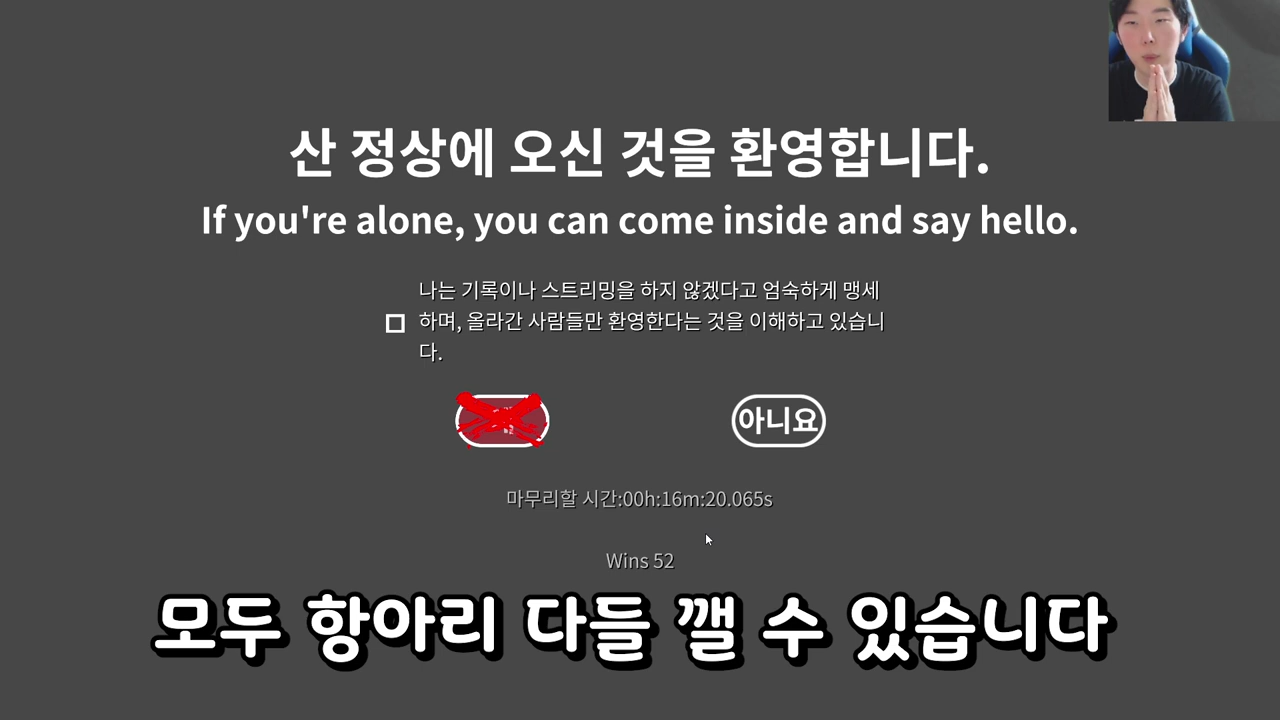 산 정상에 오신 것을 환영합니다.
If you're alone, you can come inside and say hello.
나는 기록이나 스트리밍을 하지 않겠다고 엄숙하게 맹세
하며, 올라간 사람들만 환영한다는 것을 이해하고 있습니
다.
아니요
마무리할 시간:00h:16m:20.065s
Wins 52
모두 항아리 다들 깰 수 있습니다